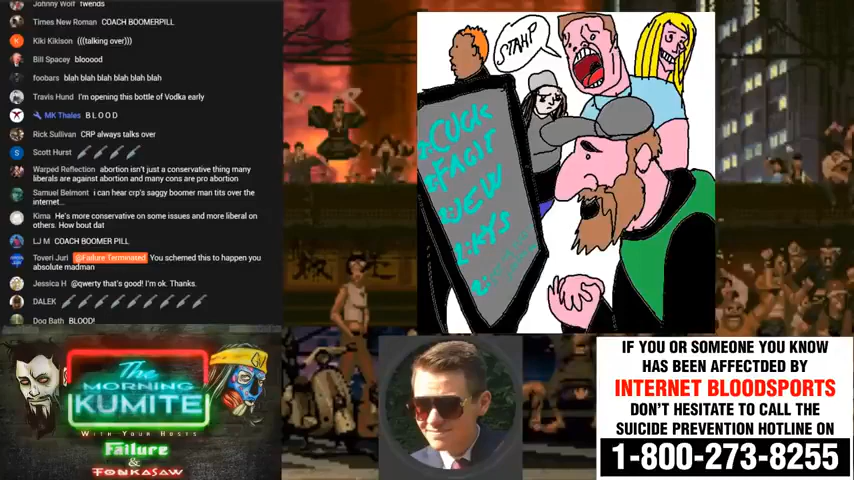 Johnny Wolf fwends
Times New Roman COACH BOOMERPILL
Kiki Kikison (((talking over)))
Bill Spacey bloood
foobars blah blah blah blah blah blah
Travis Hund I'm opening this bottle of Vodka early
MK Thales B L O O D
Rick Sullivan CRP always talks over
Scott Hurst
Warped Reflection abortion isn't just a conservative thing many
liberals are against abortion and many cons are pro abortion
Samuel Belmont i can hear crp's saggy boomer man tits over the
internet...
Kima He's more conservative on some issues and more liberal on
others. How bout dat
LJ M COACH BOOMER PILL
Toveri Juri @Failure Terminated You schemed this to happen you
absolute madman
Jessica H @qwerty that's good! I'm ok. Thanks.
DALEK
Dog Bath BLOOD!
STAHP
CUCK
FAGIT
JEW
KYS
The
MORNING
KUMITE
WITH YOUR HOSTS
Failure
&
TONKASAW
IF YOU OR SOMEONE YOU KNOW
HAS BEEN AFFECTDED BY
INTERNET BLOODSPORTS
DON'T HESITATE TO CALL THE
SUICIDE PREVENTION HOTLINE ON
1-800-273-8255